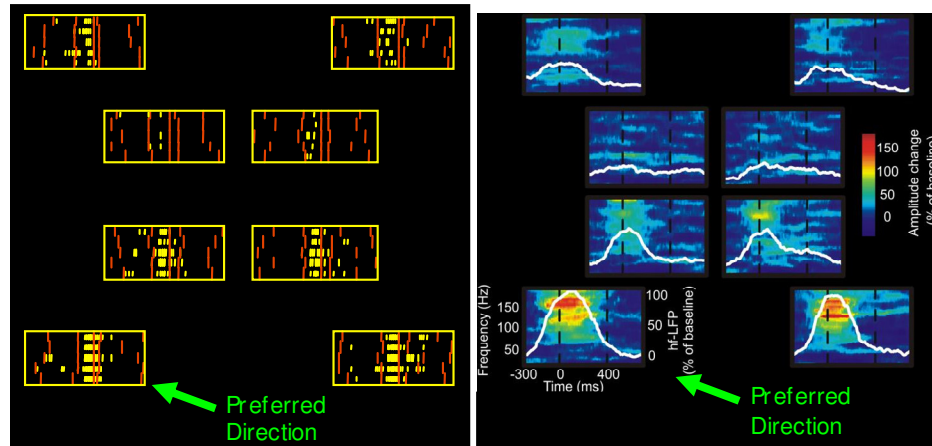 Preferred
Direction
150
100
50
0
Amplitude change
(% of baseline)
Frequency (Hz)
150
100
50
100
50
0
hf-LFP
(% of baseline)
-300
0
400
Time (ms)
Preferred
Direction